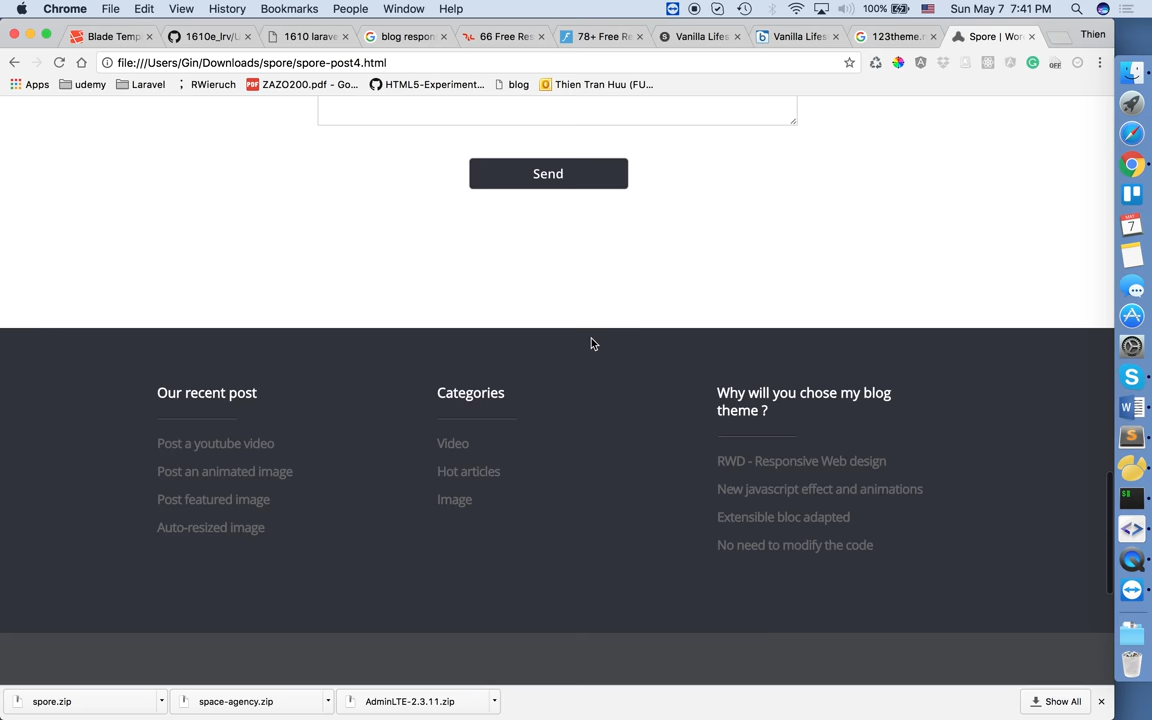 Chrome File Edit View History Bookmarks People Window Help 100% Sun May 7 7:41 PM
Blade Temp 1610e_lrv/L 1610 larave blog respon 66 Free Re 78+ Free Re Vanilla Lifes Vanilla Lifes 123theme. Spore | Wor Thien
file:///Users/Gin/Downloads/spore/spore-post4.html
Apps udemy Laravel RWieruch ZAZO200.pdf - Go... HTML5-Experiment... blog Thien Tran Huu (FU...
Send
Our recent post
Post a youtube video
Post an animated image
Post featured image
Auto-resized image
Categories
Video
Hot articles
Image
Why will you chose my blog
theme ?
RWD - Responsive Web design
New javascript effect and animations
Extensible bloc adapted
No need to modify the code
spore.zip space-agency.zip AdminLTE-2.3.11.zip Show All